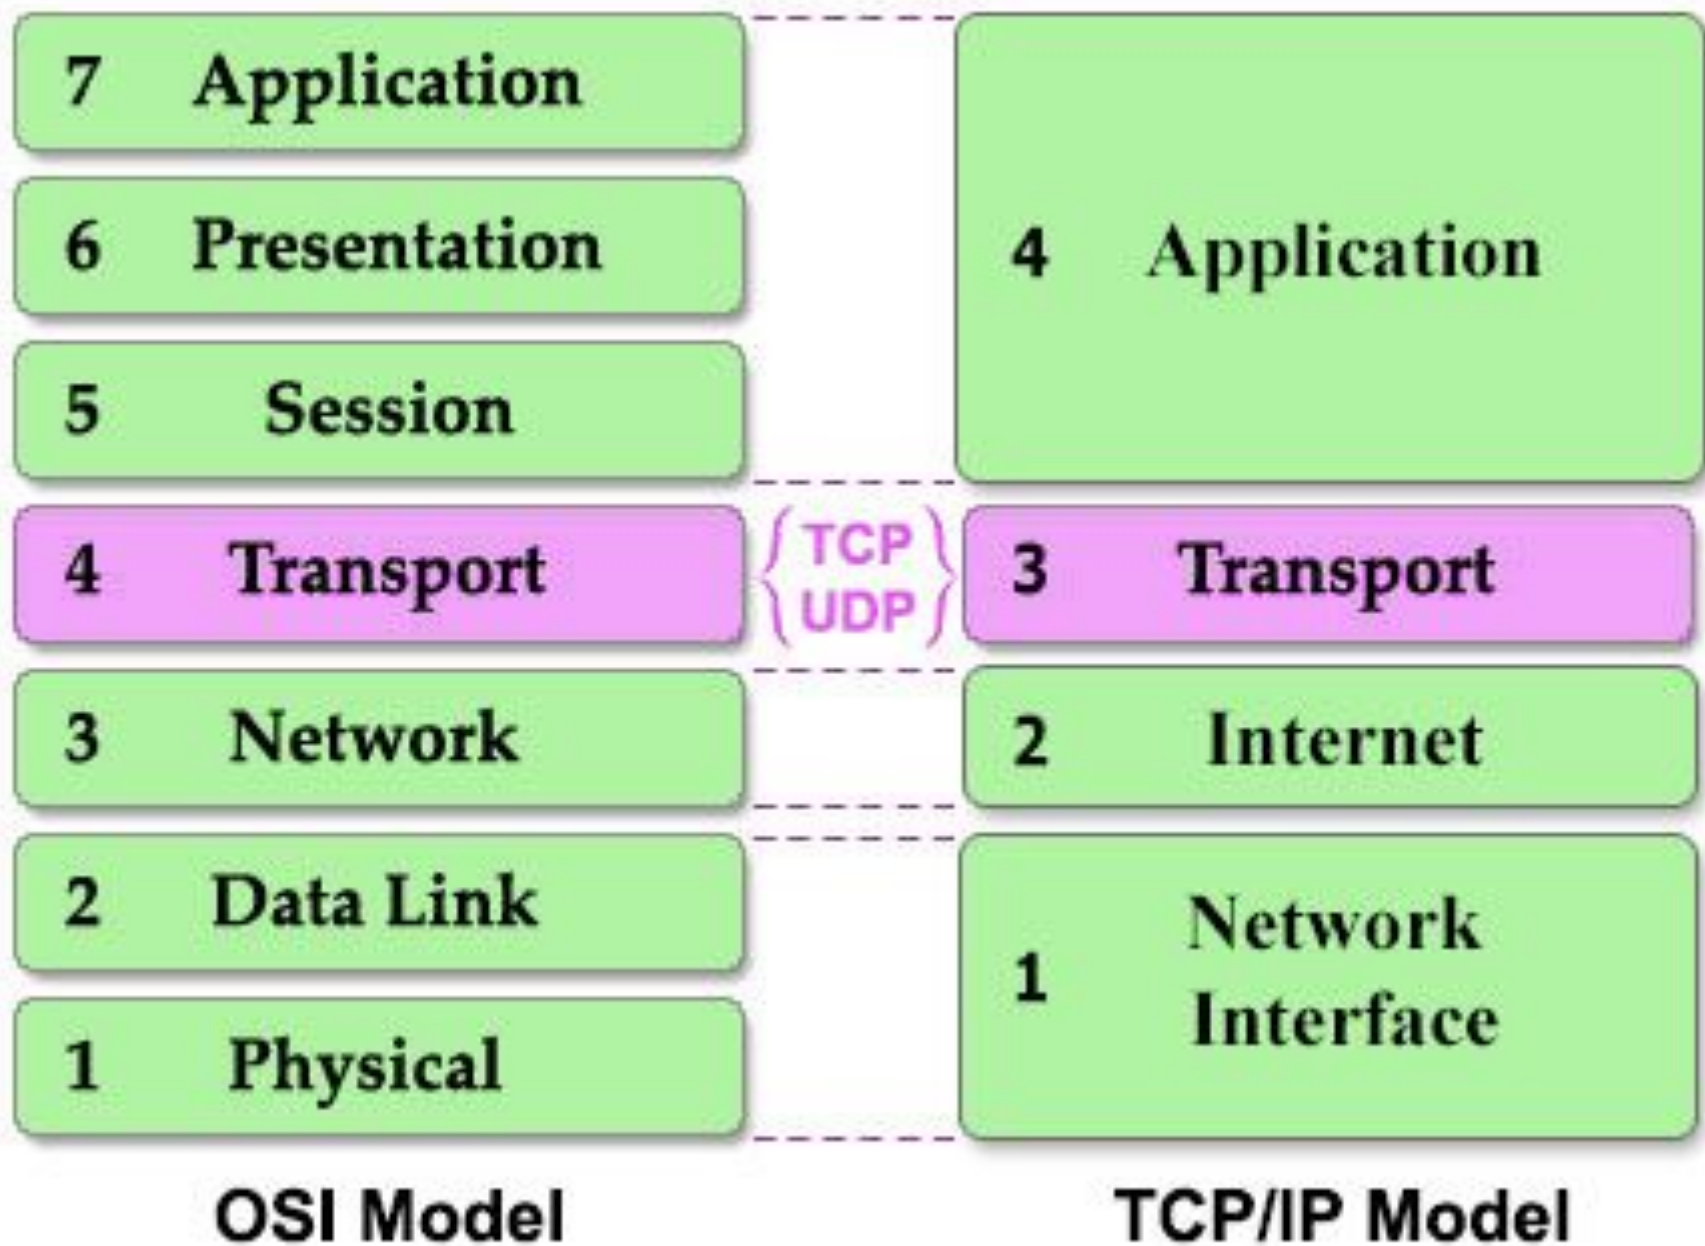 7 Application
6 Presentation
5 Session
4 Transport
3 Network
2 Data Link
1 Physical
OSI Model
TCP
UDP
4 Application
3 Transport
2 Internet
1 Network
Interface
TCP/IP Model